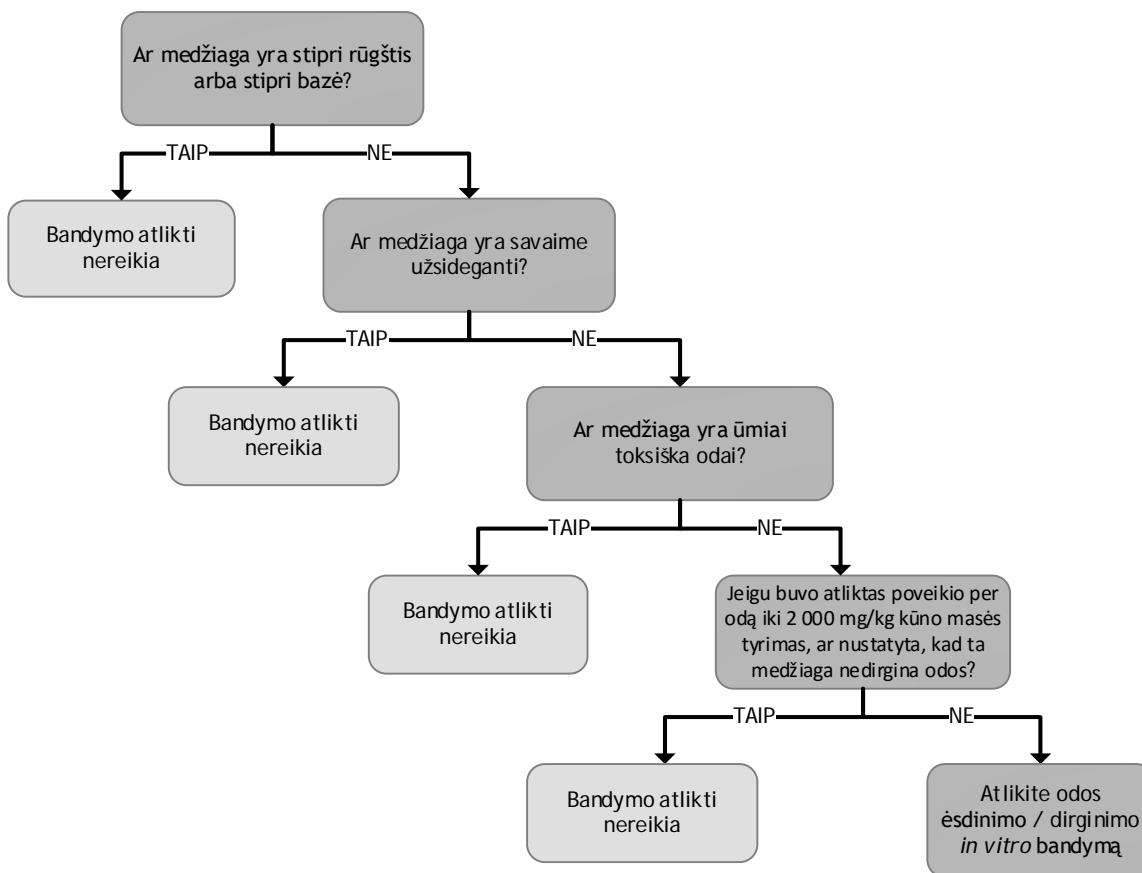 Ar medžiaga yra stipri rūgštis
arba stipri bazė?
TAIP
NE
Bandymo atlikti
nereikia
Ar medžiaga yra savaime
užsideganti?
TAIP
NE
Bandymo atlikti
nereikia
Ar medžiaga yra ūmiai
toksiška odai?
TAIP
NE
Bandymo atlikti
nereikia
Jeigu buvo atliktas poveikio per
odą iki 2 000 mg/kg kūno masės
tyrimas, ar nustatyta, kad ta
medžiaga nedirgina odos?
TAIP
NE
Bandymo atlikti
nereikia
Atlikite odos
ėsdinimo / dirginimo
in vitro bandymą